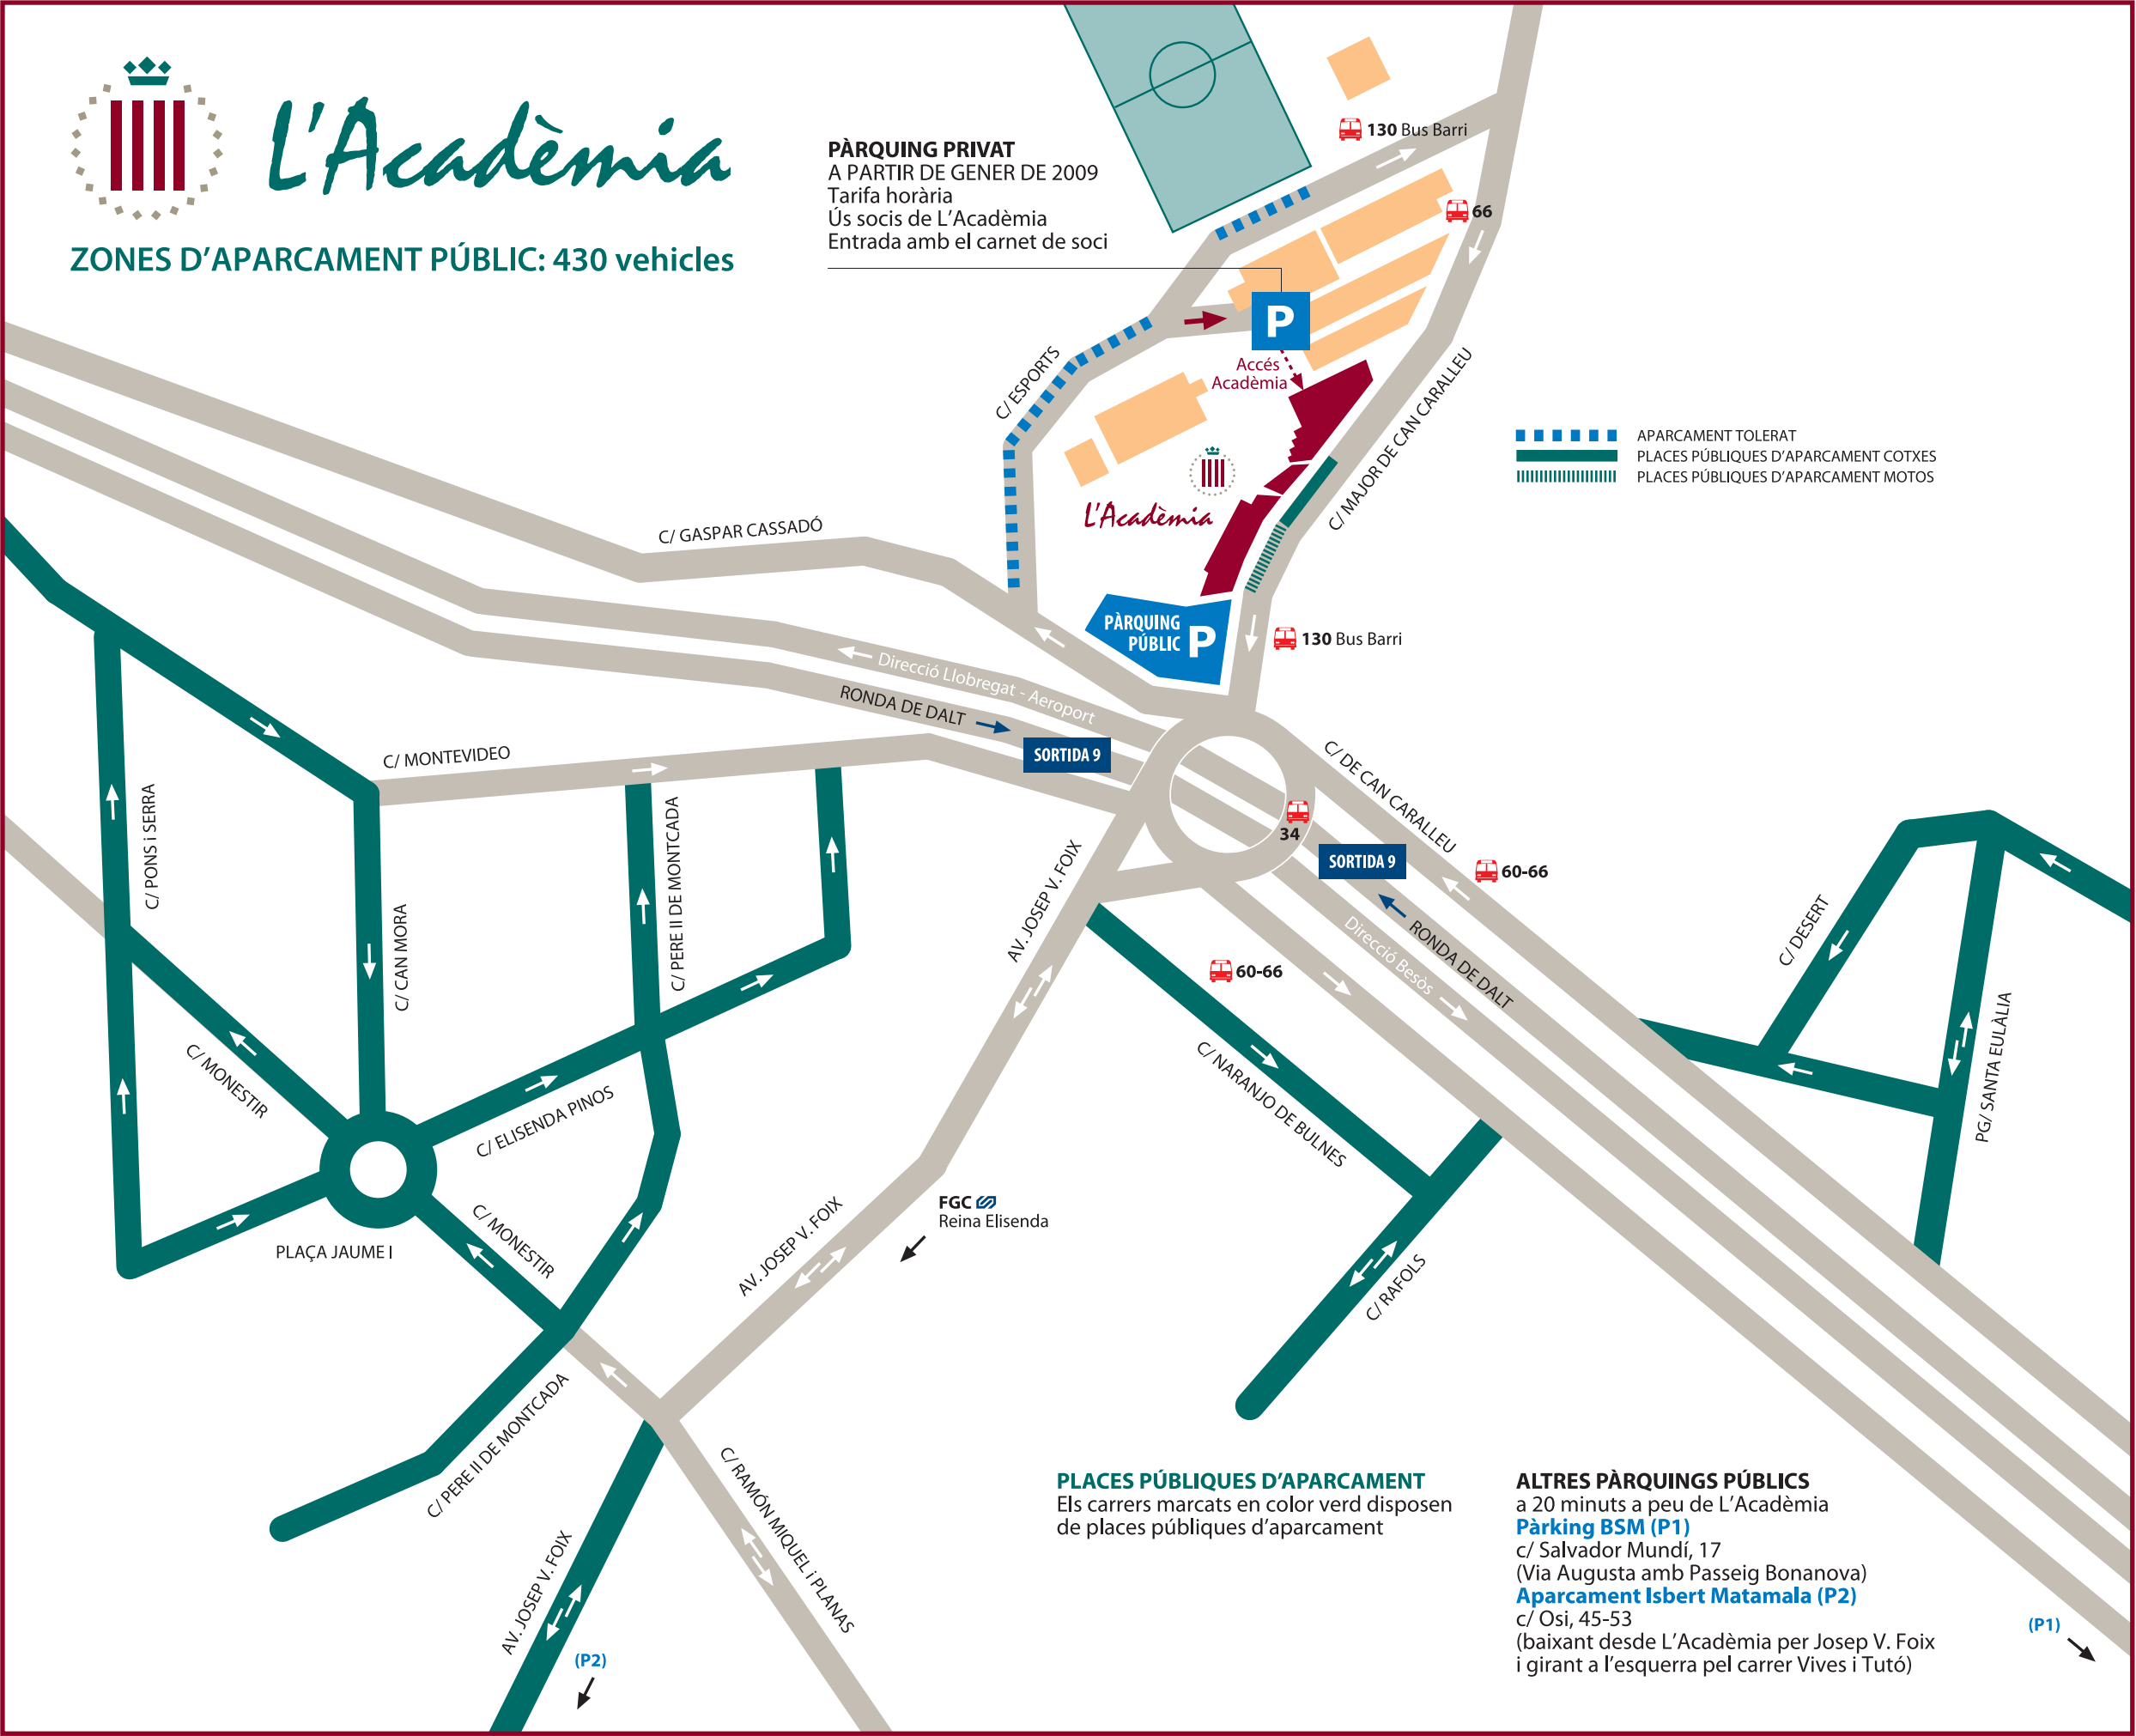 L'Acadèmia
ZONES D'APARCAMENT PÚBLIC: 430 vehicles
PÀRQUING PRIVAT
A PARTIR DE GENER DE 2009
Tarifa horària
Ús socis de L'Acadèmia
Entrada amb el carnet de soci
130 Bus Barri
66
P
Accés
Acadèmia
C/ ESPORTS
C/ MAJOR DE CAN CARALLEU
APARCAMENT TOLERAT
PLACES PÚBLIQUES D'APARCAMENT COTXES
PLACES PÚBLIQUES D'APARCAMENT MOTOS
L'Acadèmia
C/ GASPAR CASSADÓ
PÀRQUING
PÚBLIC
P
130 Bus Barri
Direcció Llobregat - Aeroport
RONDA DE DALT
SORTIDA 9
C/ MONTEVIDEO
C/ DE CAN CARALLEU
34
SORTIDA 9
60-66
C/ PONS i SERRA
C/ CAN MORA
C/ PERE II DE MONTCADA
AV. JOSEP V. FOIX
60-66
Direcció Besòs
RONDA DE DALT
C/ DESERT
PG/ SANTA EULÀLIA
C/ MONESTIR
C/ ELISENDA PINOS
C/ NARANJO DE BULNES
PLAÇA JAUME I
C/ MONESTIR
AV. JOSEP V. FOIX
FGC
Reina Elisenda
C/ RAFOLS
C/ PERE II DE MONTCADA
C/ RAMÓN MIQUEL i PLANAS
AV. JOSEP V. FOIX
(P2)
PLACES PÚBLIQUES D'APARCAMENT
Els carrers marcats en color verd disposen
de places públiques d'aparcament
ALTRES PÀRQUINGS PÚBLICS
a 20 minuts a peu de L'Acadèmia
Pàrking BSM (P1)
c/ Salvador Mundí, 17
(Via Augusta amb Passeig Bonanova)
Aparcament Isbert Matamala (P2)
c/ Osi, 45-53
(baixant desde L'Acadèmia per Josep V. Foix
i girant a l'esquerra pel carrer Vives i Tutó)
(P1)